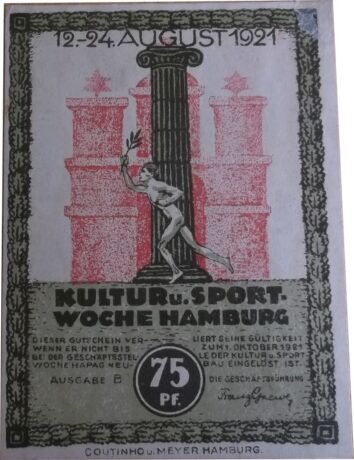 12.-24. AUGUST 1921
KULTUR u. SPORT-
WOCHE HAMBURG
DIESER GUTSCHEIN VER- LIERT SEINE GÜLTIGKEIT
WENN ER NICHT BIS ZUM 1. OKTOBER 1921
BEI DER GESCHÄFTSSTEL- LE DER KULTUR u. SPORT
WOCHE HAPAG NEU- BAU EINGELÖST IST.
AUSGABE B 75 DIE GESCHÄFTSFÜHRUNG
PF.
COUTINHO u. MEYER HAMBURG.